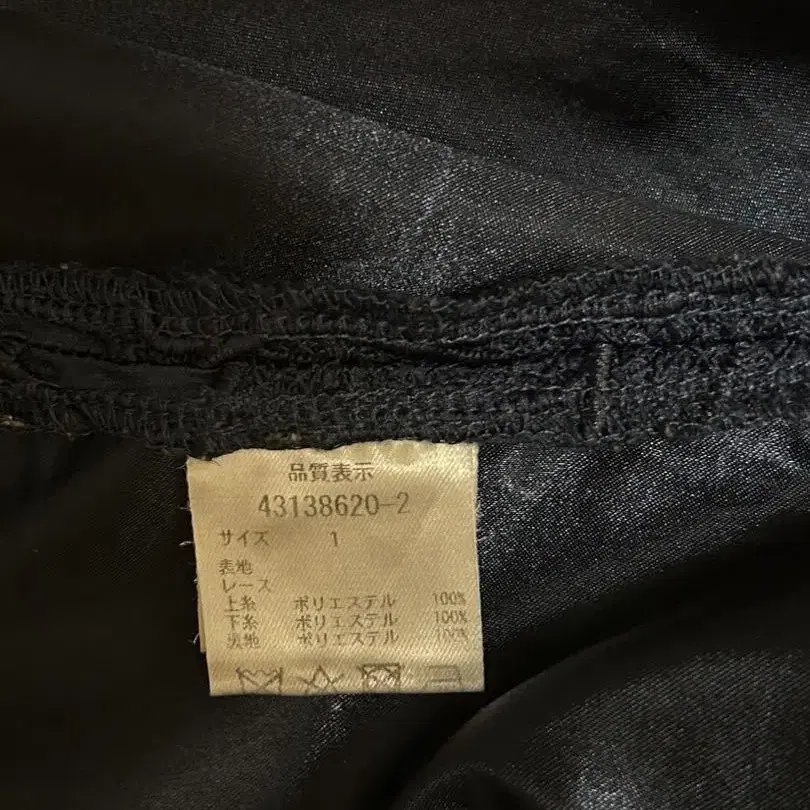 品質表示
43138620-2
サイズ 1
表地
レース
上糸 ポリエステル 100%
下糸 ポリエステル 100%
裏地 ポリエステル 100%